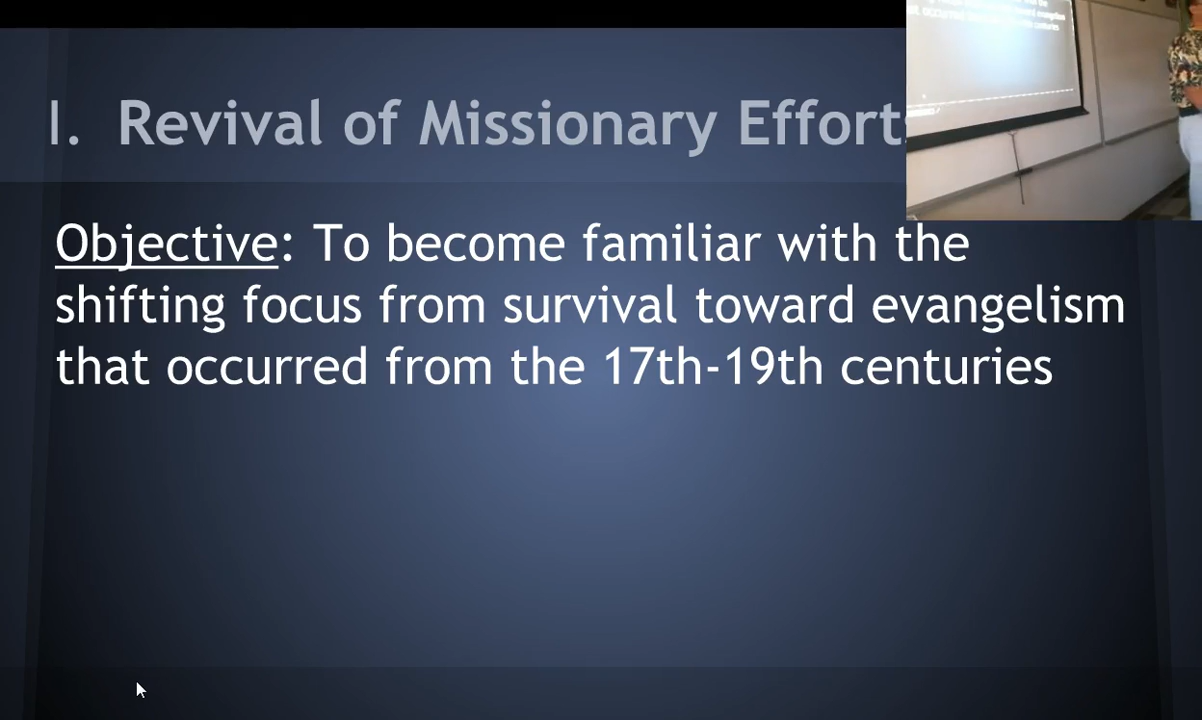 I. Revival of Missionary Effort
Objective: To become familiar with the
shifting focus from survival toward evangelism
that occurred from the 17th-19th centuries